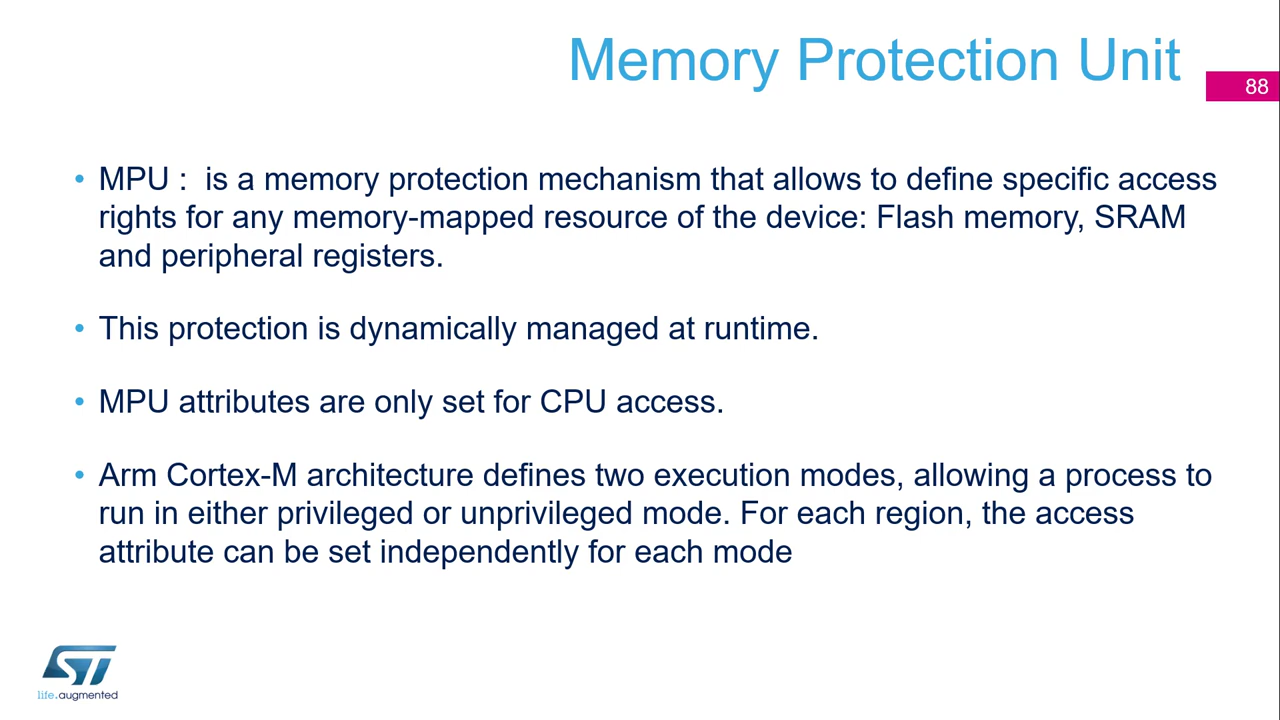 Memory Protection Unit
88
• MPU :  is a memory protection mechanism that allows to define specific access
rights for any memory-mapped resource of the device: Flash memory, SRAM
and peripheral registers.
• This protection is dynamically managed at runtime.
• MPU attributes are only set for CPU access.
• Arm Cortex-M architecture defines two execution modes, allowing a process to
run in either privileged or unprivileged mode. For each region, the access
attribute can be set independently for each mode
ST
life.augmented